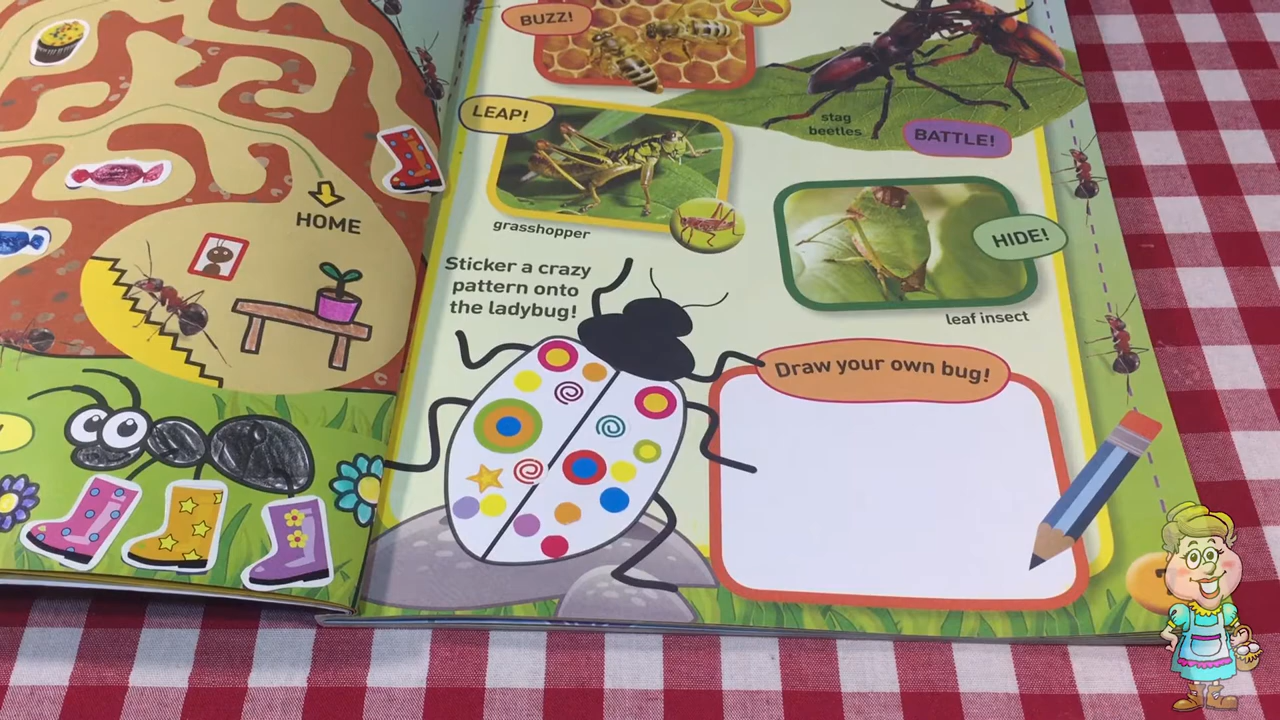 HOME
BUZZ!
LEAP!
grasshopper
stag
beetles
BATTLE!
HIDE!
leaf insect
Sticker a crazy
pattern onto
the ladybug!
Draw your own bug!